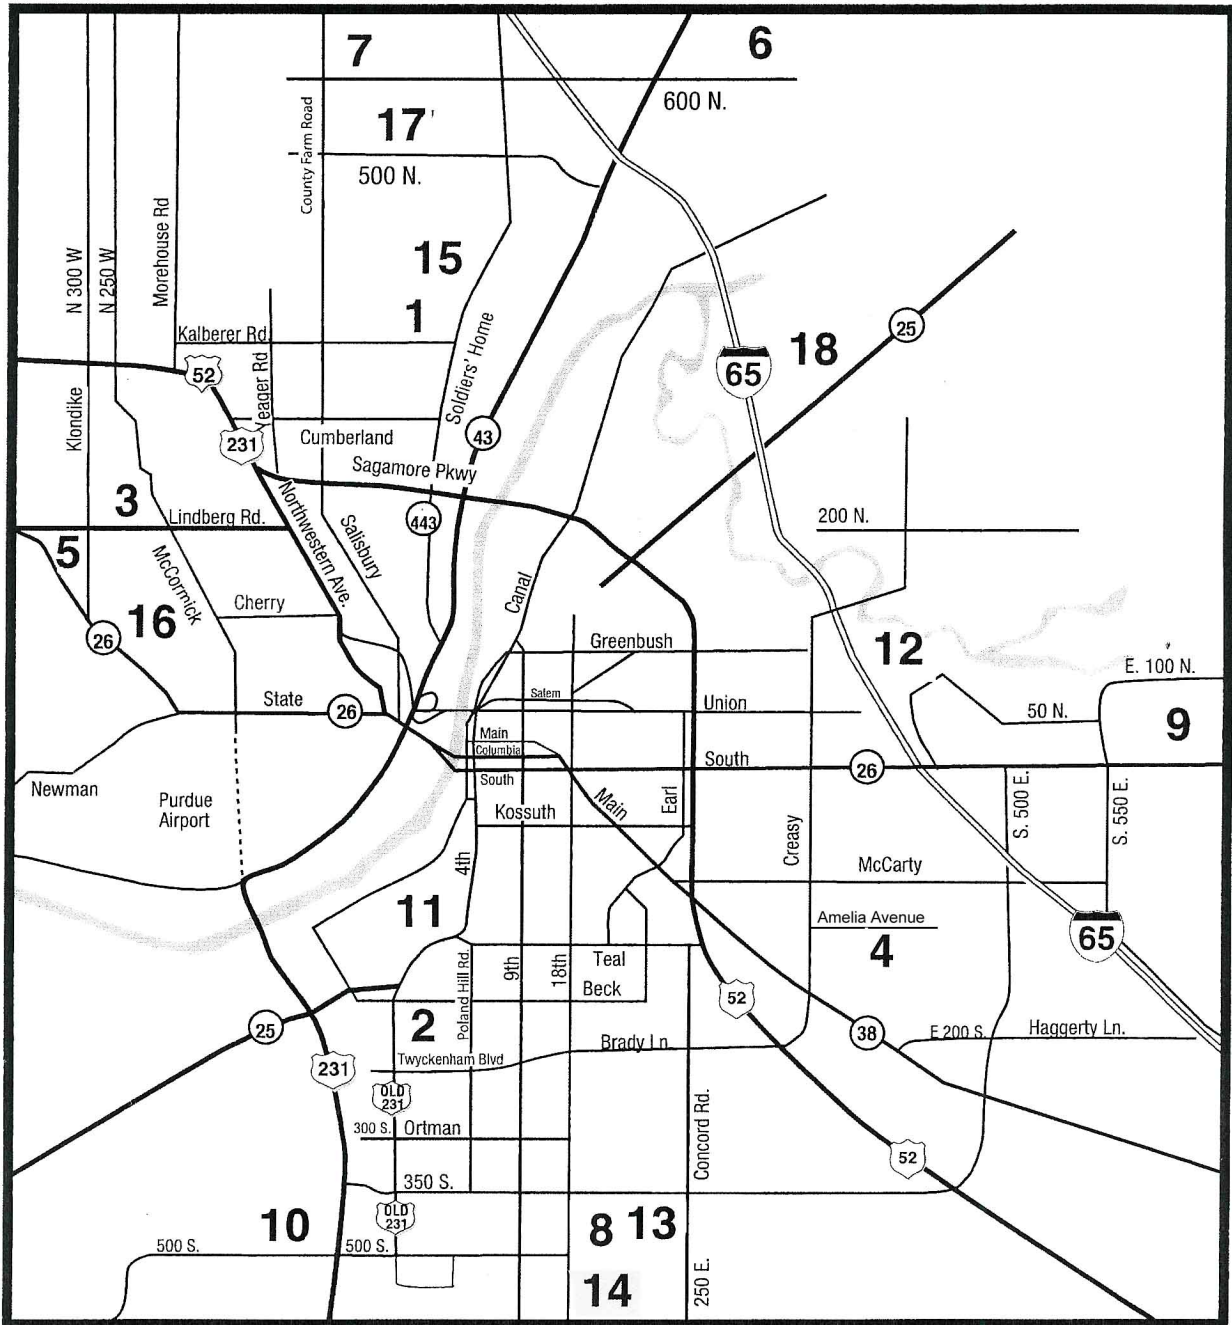 7
6
600 N.
17
500 N.
County Farm Road
Morehouse Rd
N 300 W
N 250 W
15
1
Kalberer Rd
Soldiers' Home
18
25
65
52
Yeager Rd
Klondike
231
Cumberland
43
Sagamore Pkwy
3
Lindberg Rd.
Northwestern Ave.
Salisbury
443
200 N.
5
McCormick
Cherry
Canal
16
26
Greenbush
12
E. 100 N.
State
26
Salem
Union
50 N.
9
Main
Columbia
South
South
26
Newman
Purdue
Airport
Kossuth
Main
Earl
Creasy
S. 500 E.
S. 550 E.
4th
McCarty
11
Amelia Avenue
4
65
Poland Hill Rd.
9th
18th
Teal
Beck
52
2
25
38
E 200 S.
Haggerty Ln.
Brady Ln.
Twyckenham Blvd
231
OLD
231
300 S.
Ortman
Concord Rd.
52
350 S.
OLD
231
10
8
13
500 S.
500 S.
14
250 E.